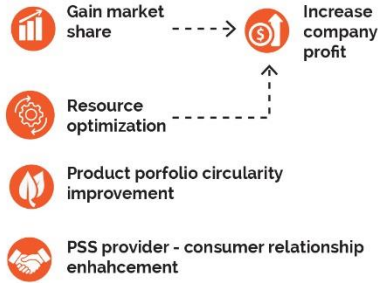 Gain market
share
Increase
company
profit
Resource
optimization
Product porfolio circularity
improvement
PSS provider - consumer relationship
enhahcement